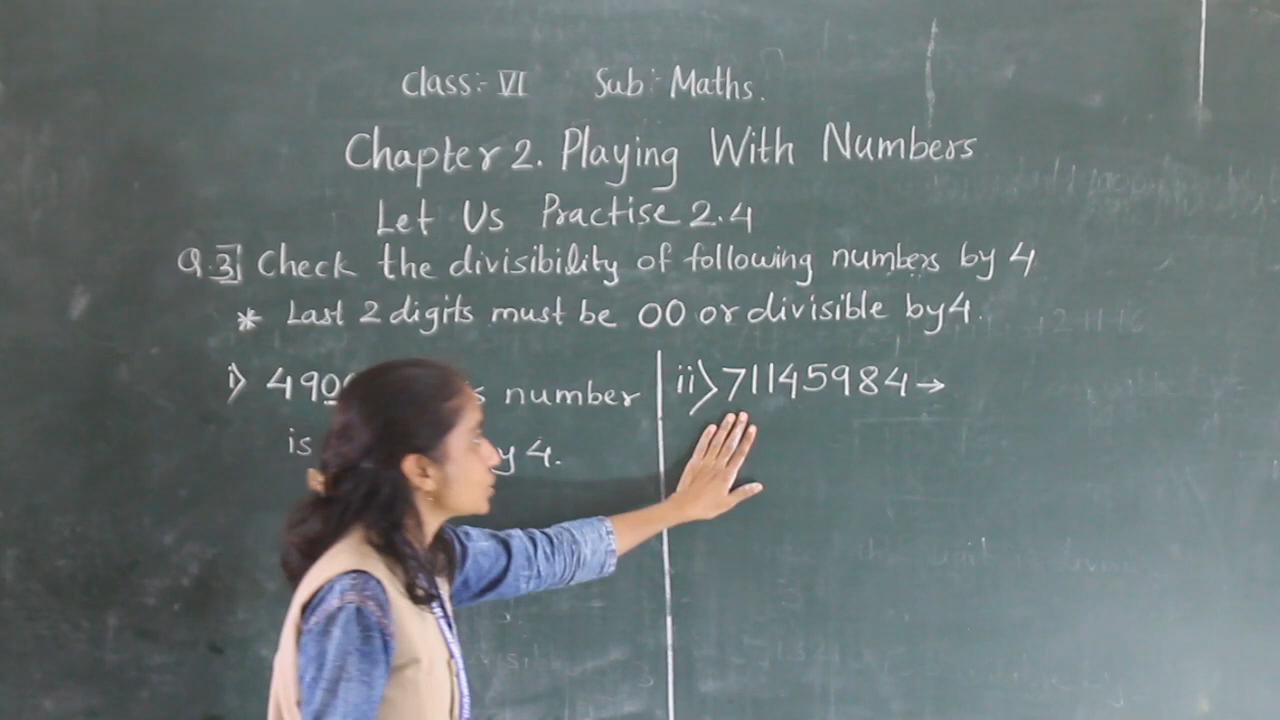 Class:- VI Sub: Maths.
Chapter 2. Playing With Numbers
Let Us Practise 2.4
Q.3 Check the divisibility of following numbers by 4
* Last 2 digits must be 00 or divisible by 4.
i) 490 number
is by 4.
ii) 71145984 →